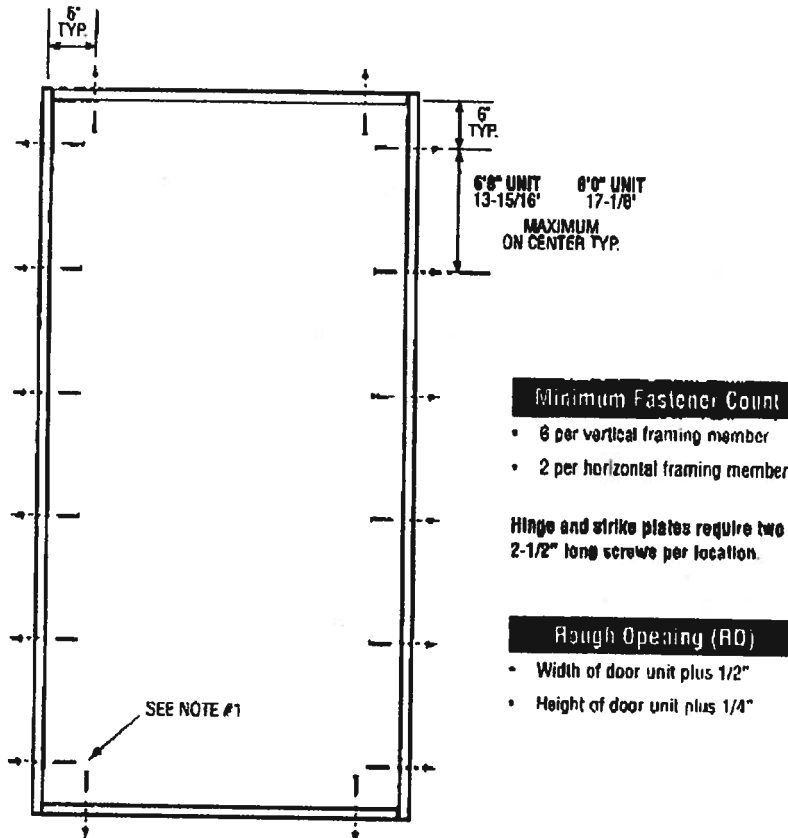 6"
TYP.
6"
TYP.
6'8" UNIT 8'0" UNIT
13-15/16" 17-1/8"
MAXIMUM
ON CENTER TYP.
Minimum Fastener Count
• 6 per vertical framing member
• 2 per horizontal framing member
Hinge and strike plates require two
2-1/2" long screws per location.
Rough Opening (RO)
• Width of door unit plus 1/2"
• Height of door unit plus 1/4"
SEE NOTE #1